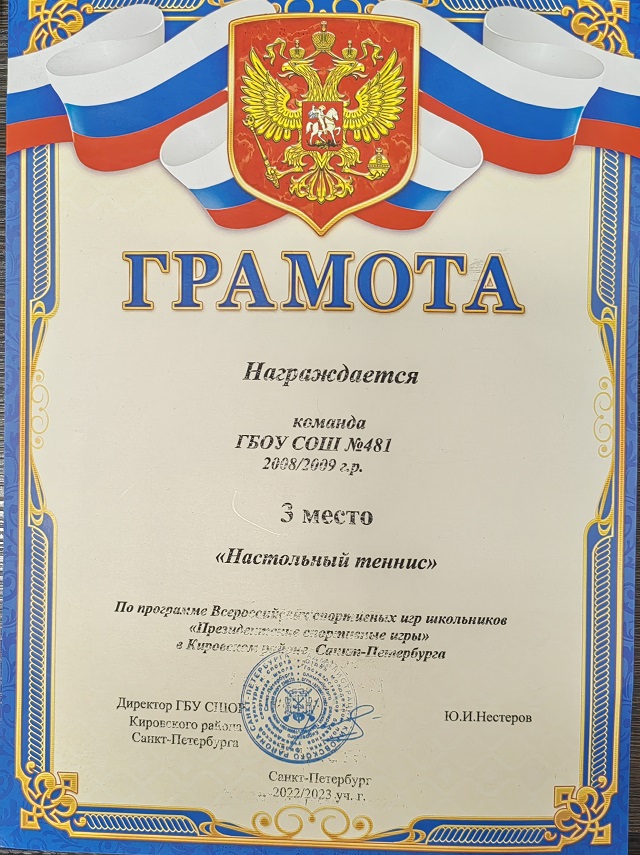 ГРАМОТА
Награждается
команда
ГБОУ СОШ №481
2008/2009 г.р.
3 место
«Настольный теннис»
По программе Всероссийских спортивных игр школьников
«Президентские спортивные игры»
в Кировском районе Санкт-Петербурга
Директор ГБУ СШОР
Кировского района
Санкт-Петербурга
Ю.И.Нестеров
Санкт-Петербург
2022/2023 уч. г.